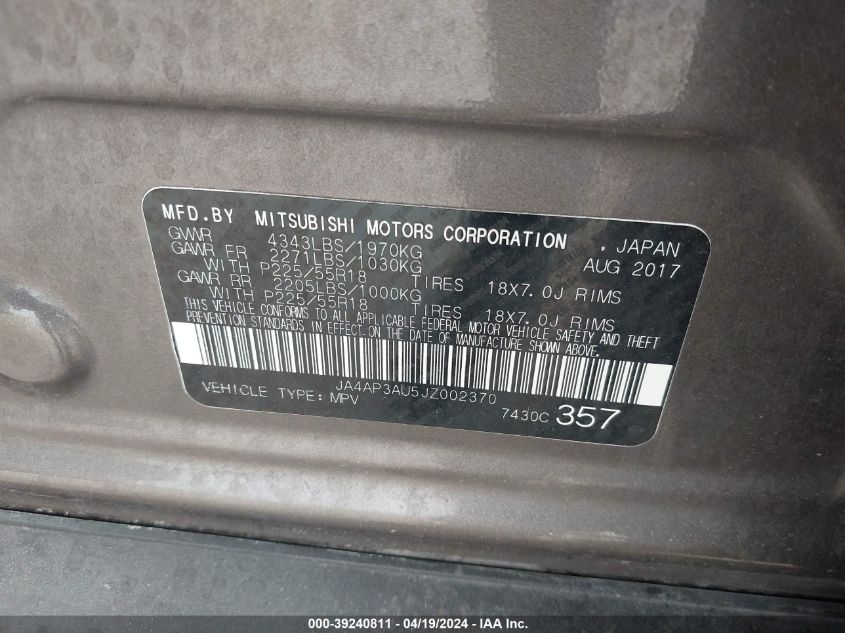 MFD.BY MITSUBISHI MOTORS CORPORATION , JAPAN
GVWR 4343LBS/1970KG AUG 2017
GAWR FR 2271LBS/1030KG
WITH P225/55R18 TIRES 18X7.0J RIMS
GAWR RR 2205LBS/1000KG
WITH P225/55R18 TIRES 18X7.0J RIMS
THIS VEHICLE CONFORMS TO ALL APPLICABLE FEDERAL MOTOR VEHICLE SAFETY AND THEFT
PREVENTION STANDARDS IN EFFECT ON THE DATE OF MANUFACTURE SHOWN ABOVE.
JA4AP3AU5JZ002370
VEHICLE TYPE: MPV 7430C 357
000-39240811 - 04/19/2024 - IAA Inc.